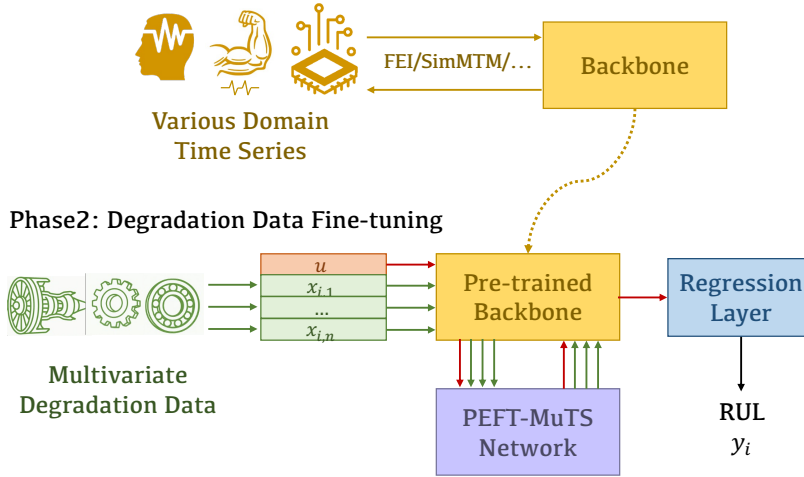 FEI/SimMTM/...
Backbone
Various Domain
Time Series
Phase2: Degradation Data Fine-tuning
u
x_{i,1}
...
x_{i,n}
Pre-trained
Backbone
Regression
Layer
Multivariate
Degradation Data
PEFT-MuTS
Network
RUL
y_i